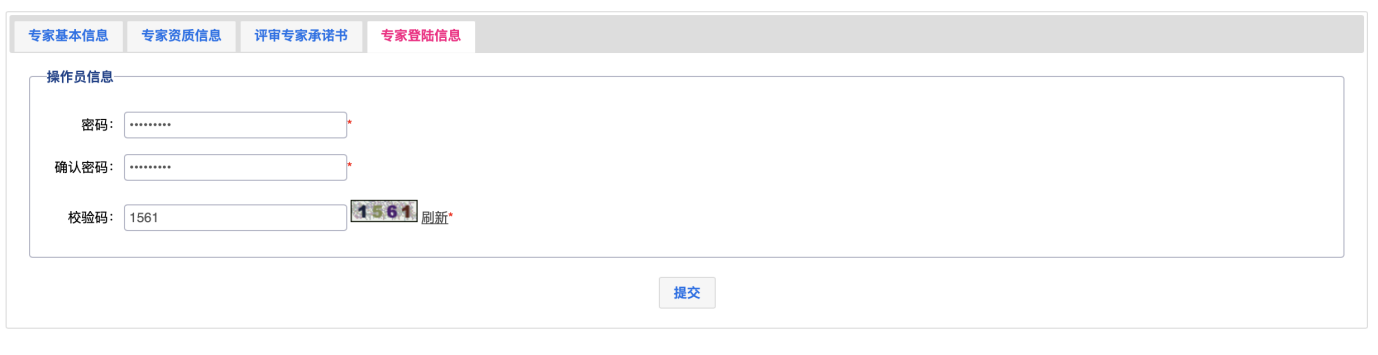 专家基本信息 专家资质信息 评审专家承诺书 专家登陆信息
操作员信息
密码: ••••••••• *
确认密码: ••••••••• *
校验码: 1561 1561 刷新*
提交